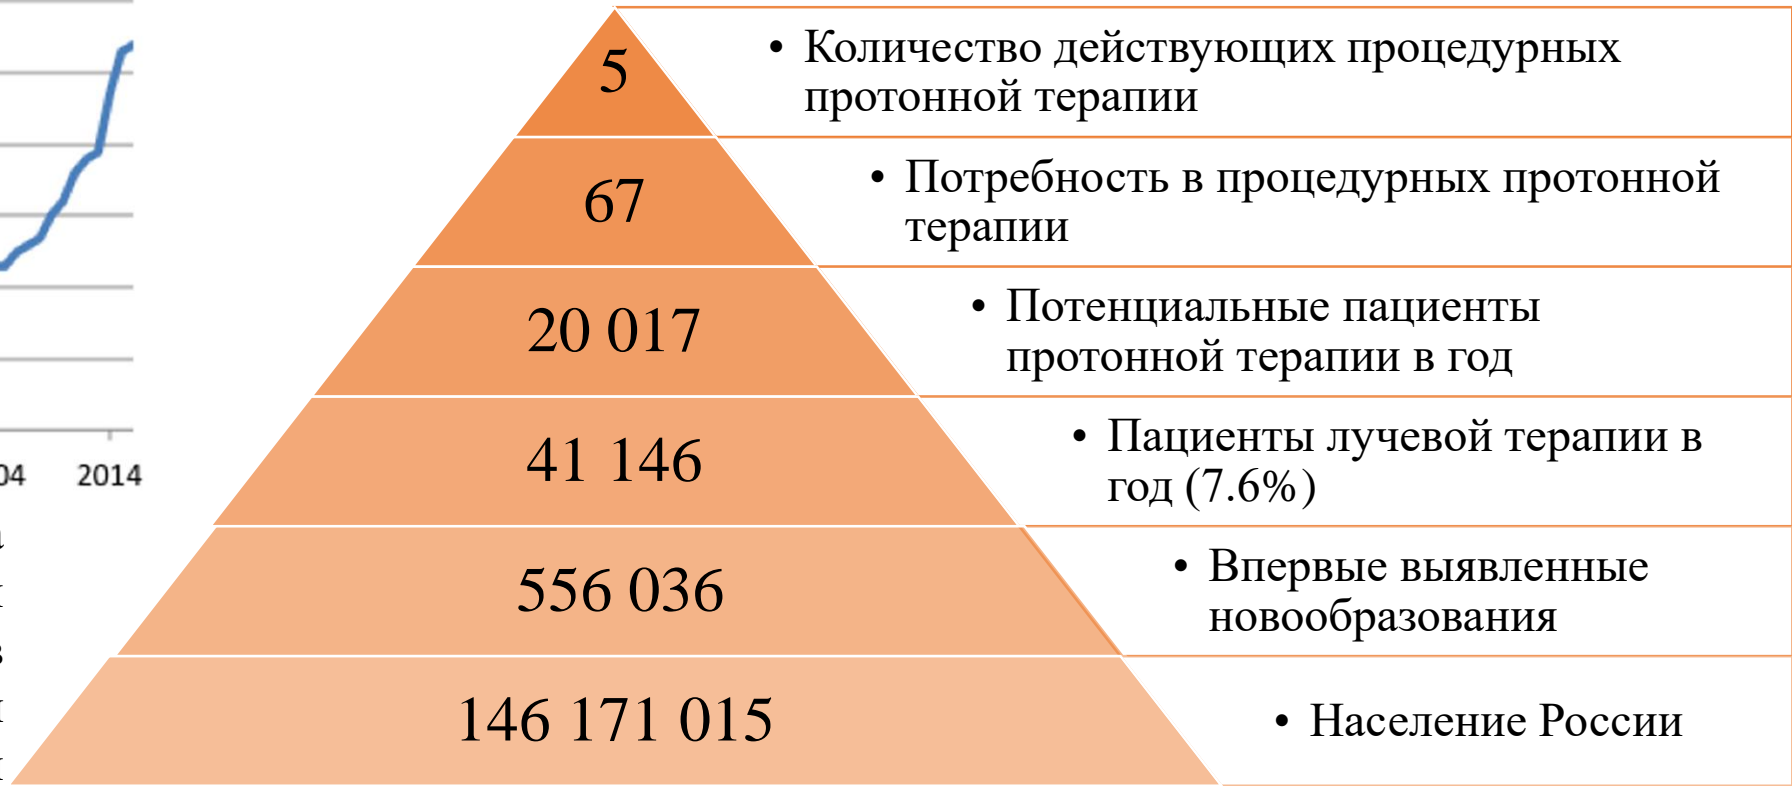 5
• Количество действующих процедурных
протонной терапии
67
• Потребность в процедурных протонной
терапии
20 017
• Потенциальные пациенты
протонной терапии в год
41 146
• Пациенты лучевой терапии в
год (7.6%)
556 036
• Впервые выявленные
новообразования
146 171 015
• Население России
04 2014